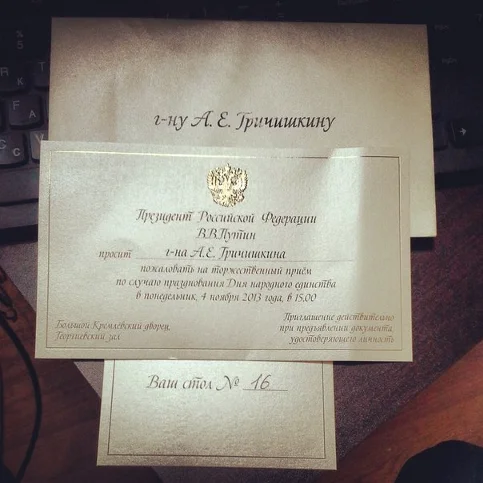 г-ну А. Е. Гричишкину
Президент Российской Федерации
В.В.Путин
просит г-на А.Е. Гричишкина
пожаловать на торжественный приём
по случаю празднования Дня народного единства
в понедельник, 4 ноября 2013 года, в 15.00
Большой Кремлёвский дворец,
Георгиевский зал
Приглашение действительно
при предъявлении документа,
удостоверяющего личность
Ваш стол № 16